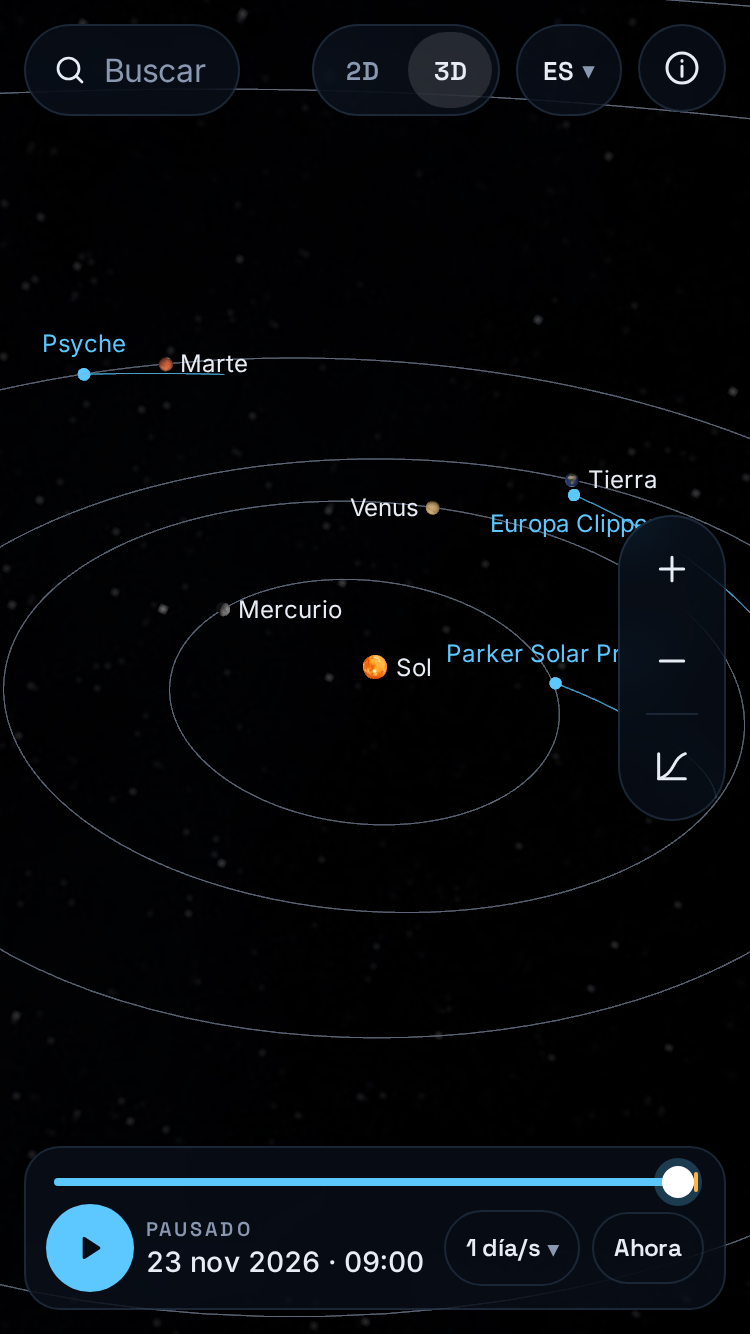 Buscar
2D 3D
ES
Psyche
Marte
Tierra
Venus
Europa Clippe
Mercurio
Parker Solar Pr
Sol
PAUSADO
23 nov 2026 · 09:00
1 día/s
Ahora